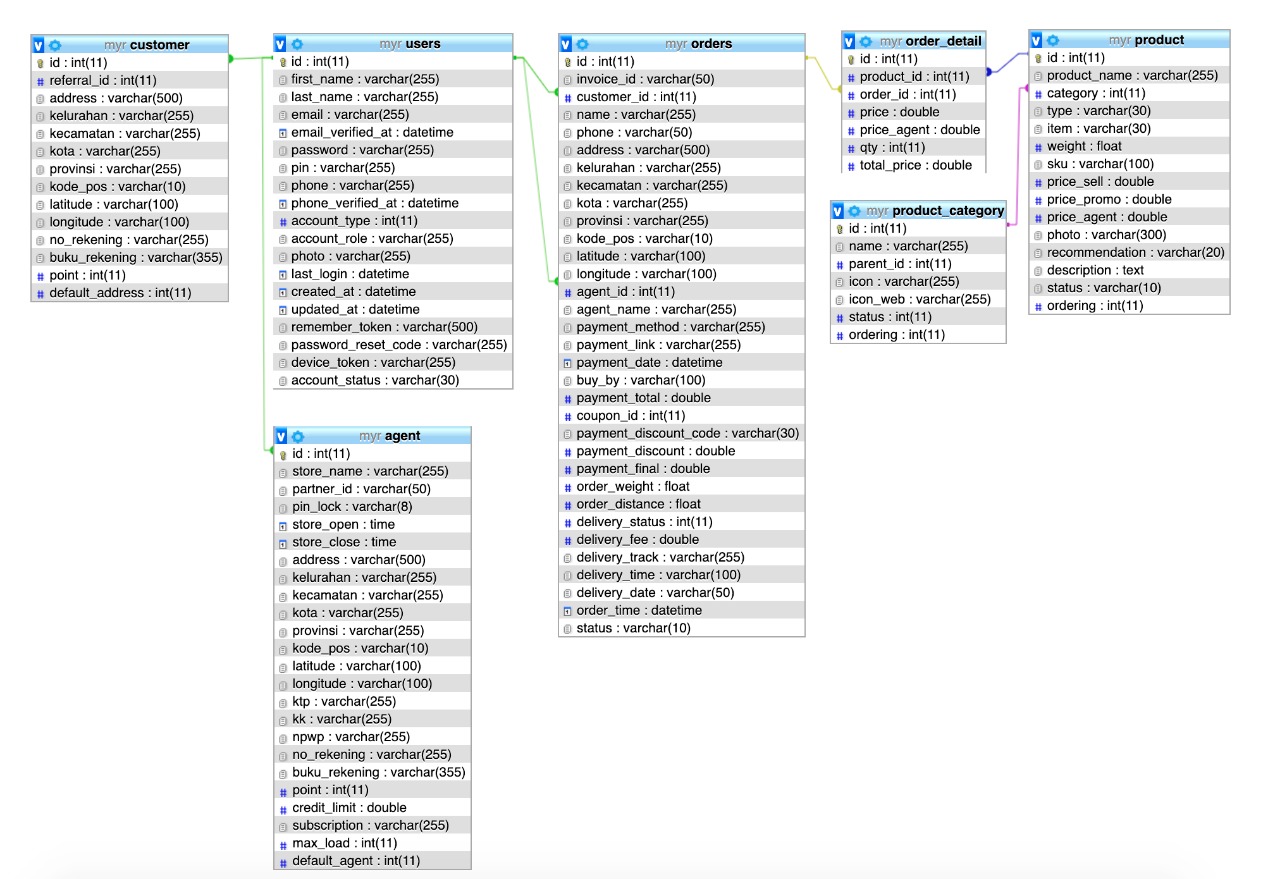 myr customer
id : int(11)
referral_id : int(11)
address : varchar(500)
kelurahan : varchar(255)
kecamatan : varchar(255)
kota : varchar(255)
provinsi : varchar(255)
kode_pos : varchar(10)
latitude : varchar(100)
longitude : varchar(100)
no_rekening : varchar(255)
buku_rekening : varchar(355)
point : int(11)
default_address : int(11)
myr users
id : int(11)
first_name : varchar(255)
last_name : varchar(255)
email : varchar(255)
email_verified_at : datetime
password : varchar(255)
pin : varchar(255)
phone : varchar(255)
phone_verified_at : datetime
account_type : int(11)
account_role : varchar(255)
photo : varchar(255)
last_login : datetime
created_at : datetime
updated_at : datetime
remember_token : varchar(500)
password_reset_code : varchar(255)
device_token : varchar(255)
account_status : varchar(30)
myr agent
id : int(11)
store_name : varchar(255)
partner_id : varchar(50)
pin_lock : varchar(8)
store_open : time
store_close : time
address : varchar(500)
kelurahan : varchar(255)
kecamatan : varchar(255)
kota : varchar(255)
provinsi : varchar(255)
kode_pos : varchar(10)
latitude : varchar(100)
longitude : varchar(100)
ktp : varchar(255)
kk : varchar(255)
npwp : varchar(255)
no_rekening : varchar(255)
buku_rekening : varchar(355)
point : int(11)
credit_limit : double
subscription : varchar(255)
max_load : int(11)
default_agent : int(11)
myr orders
id : int(11)
invoice_id : varchar(50)
customer_id : int(11)
name : varchar(255)
phone : varchar(50)
address : varchar(500)
kelurahan : varchar(255)
kecamatan : varchar(255)
kota : varchar(255)
provinsi : varchar(255)
kode_pos : varchar(10)
latitude : varchar(100)
longitude : varchar(100)
agent_id : int(11)
agent_name : varchar(255)
payment_method : varchar(255)
payment_link : varchar(255)
payment_date : datetime
buy_by : varchar(100)
payment_total : double
coupon_id : int(11)
payment_discount_code : varchar(30)
payment_discount : double
payment_final : double
order_weight : float
order_distance : float
delivery_status : int(11)
delivery_fee : double
delivery_track : varchar(255)
delivery_time : varchar(100)
delivery_date : varchar(50)
order_time : datetime
status : varchar(10)
myr order_detail
id : int(11)
product_id : int(11)
order_id : int(11)
price : double
price_agent : double
qty : int(11)
total_price : double
myr product_category
id : int(11)
name : varchar(255)
parent_id : int(11)
icon : varchar(255)
icon_web : varchar(255)
status : int(11)
ordering : int(11)
myr product
id : int(11)
product_name : varchar(255)
category : int(11)
type : varchar(30)
item : varchar(30)
weight : float
sku : varchar(100)
price_sell : double
price_promo : double
price_agent : double
photo : varchar(300)
recommendation : varchar(20)
description : text
status : varchar(10)
ordering : int(11)